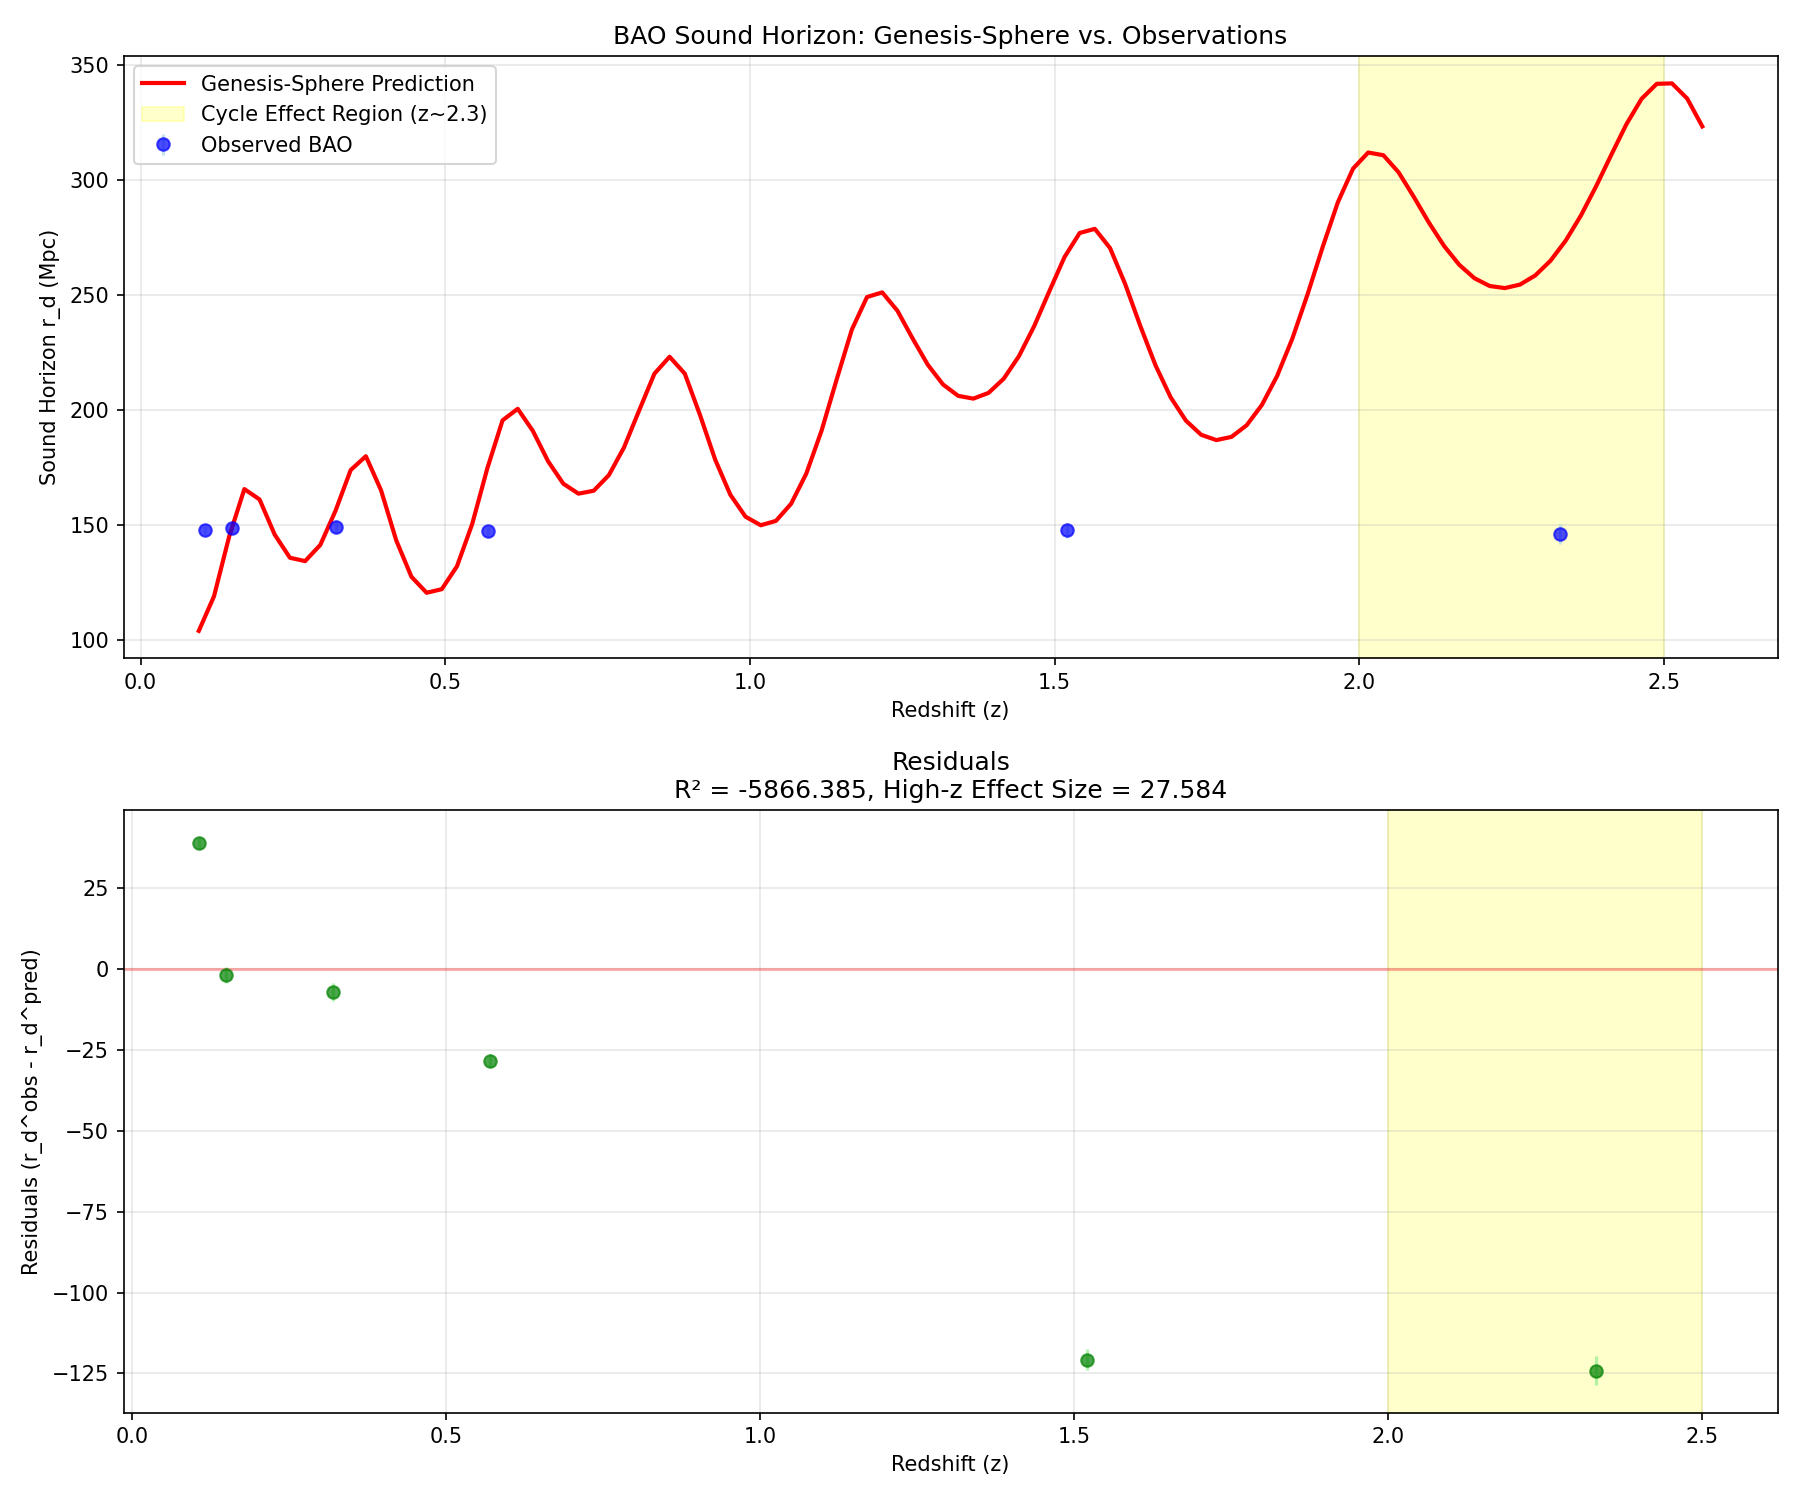 BAO Sound Horizon: Genesis-Sphere vs. Observations
Genesis-Sphere Prediction
Cycle Effect Region (z~2.3)
Observed BAO
350
300
250
200
150
100
Sound Horizon r_d (Mpc)
0.0 0.5 1.0 1.5 2.0 2.5
Redshift (z)
Residuals
R² = -5866.385, High-z Effect Size = 27.584
25
0
−25
−50
−75
−100
−125
Residuals (r_d^obs - r_d^pred)
0.0 0.5 1.0 1.5 2.0 2.5
Redshift (z)